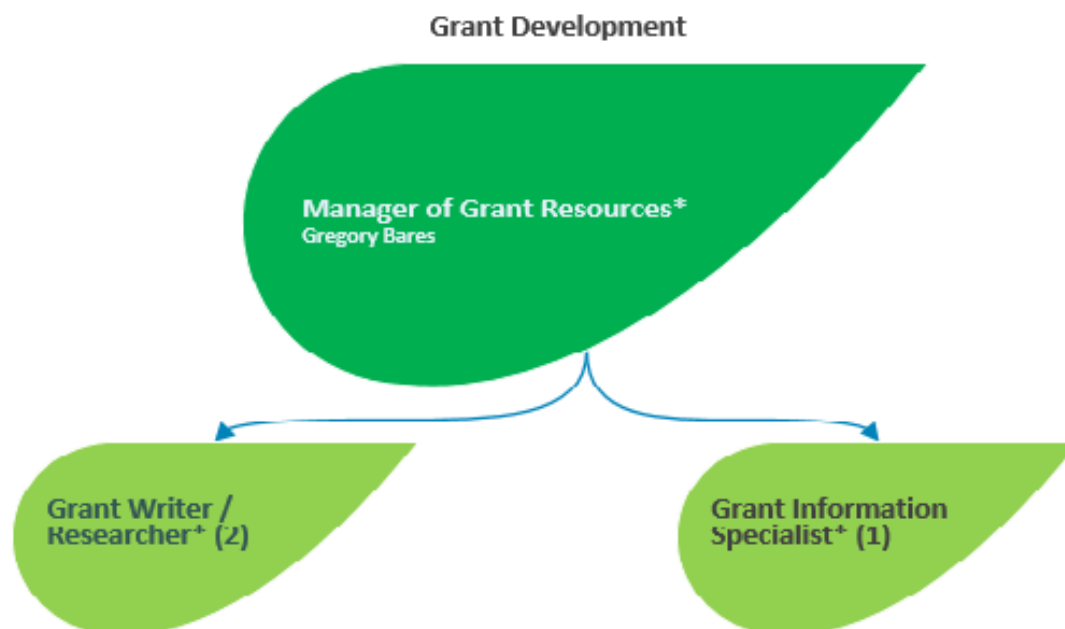 Grant Development
Manager of Grant Resources*
Gregory Bares
Grant Writer /
Researcher* (2)
Grant Information
Specialist* (1)